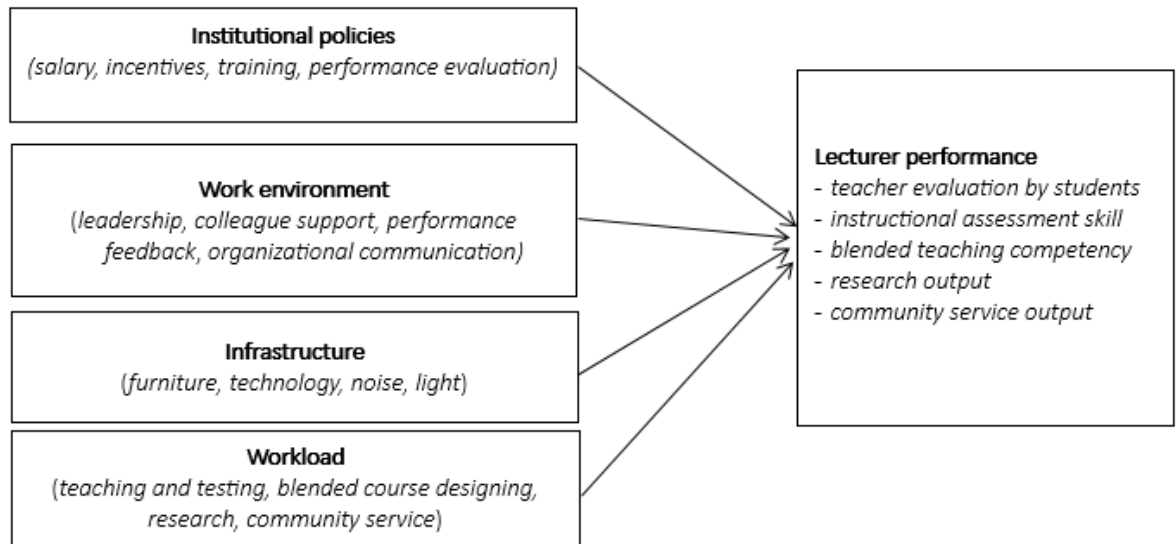 Institutional policies
(salary, incentives, training, performance evaluation)
Work environment
(leadership, colleague support, performance
feedback, organizational communication)
Infrastructure
(furniture, technology, noise, light)
Workload
(teaching and testing, blended course designing,
research, community service)
Lecturer performance
- teacher evaluation by students
- instructional assessment skill
- blended teaching competency
- research output
- community service output